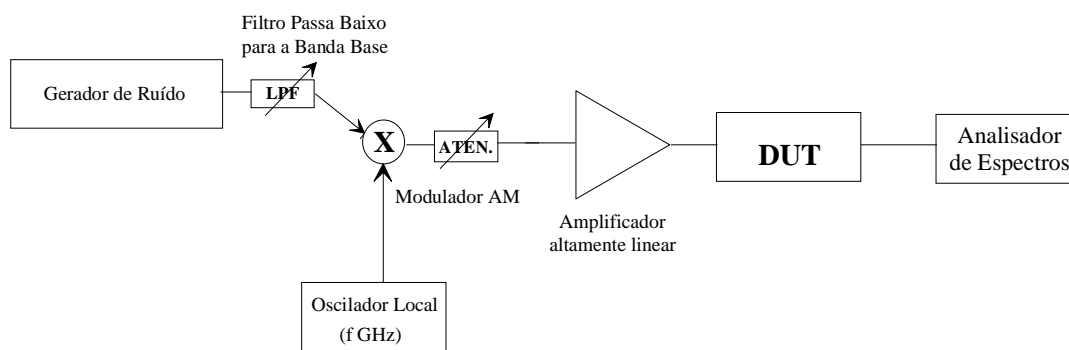 Filtro Passa Baixo
para a Banda Base
Gerador de Ruído
LPF
X
ATEN.
Modulador AM
Amplificador
altamente linear
DUT
Analisador
de Espectros
Oscilador Local
(f GHz)